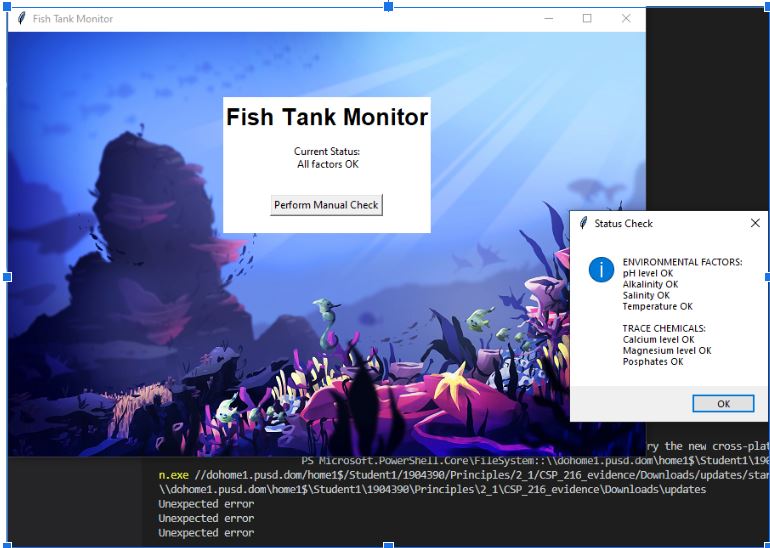 Fish Tank Monitor
Fish Tank Monitor
Current Status:
All factors OK
Perform Manual Check
Status Check
ENVIRONMENTAL FACTORS:
pH level OK
Alkalinity OK
Salinity OK
Temperature OK
TRACE CHEMICALS:
Calcium level OK
Magnesium level OK
Posphates OK
OK
ry the new cross-plat
PS Microsoft.PowerShell.Core\FileSystem::\\dohome1.pusd.dom\home1$\Student1\190
n.exe //dohome1.pusd.dom/home1$/Student1/1904390/Principles/2_1/CSP_216_evidence/Downloads/updates/star
\\dohome1.pusd.dom\home1$\Student1\1904390\Principles\2_1\CSP_216_evidence\Downloads\updates
Unexpected error
Unexpected error
Unexpected error